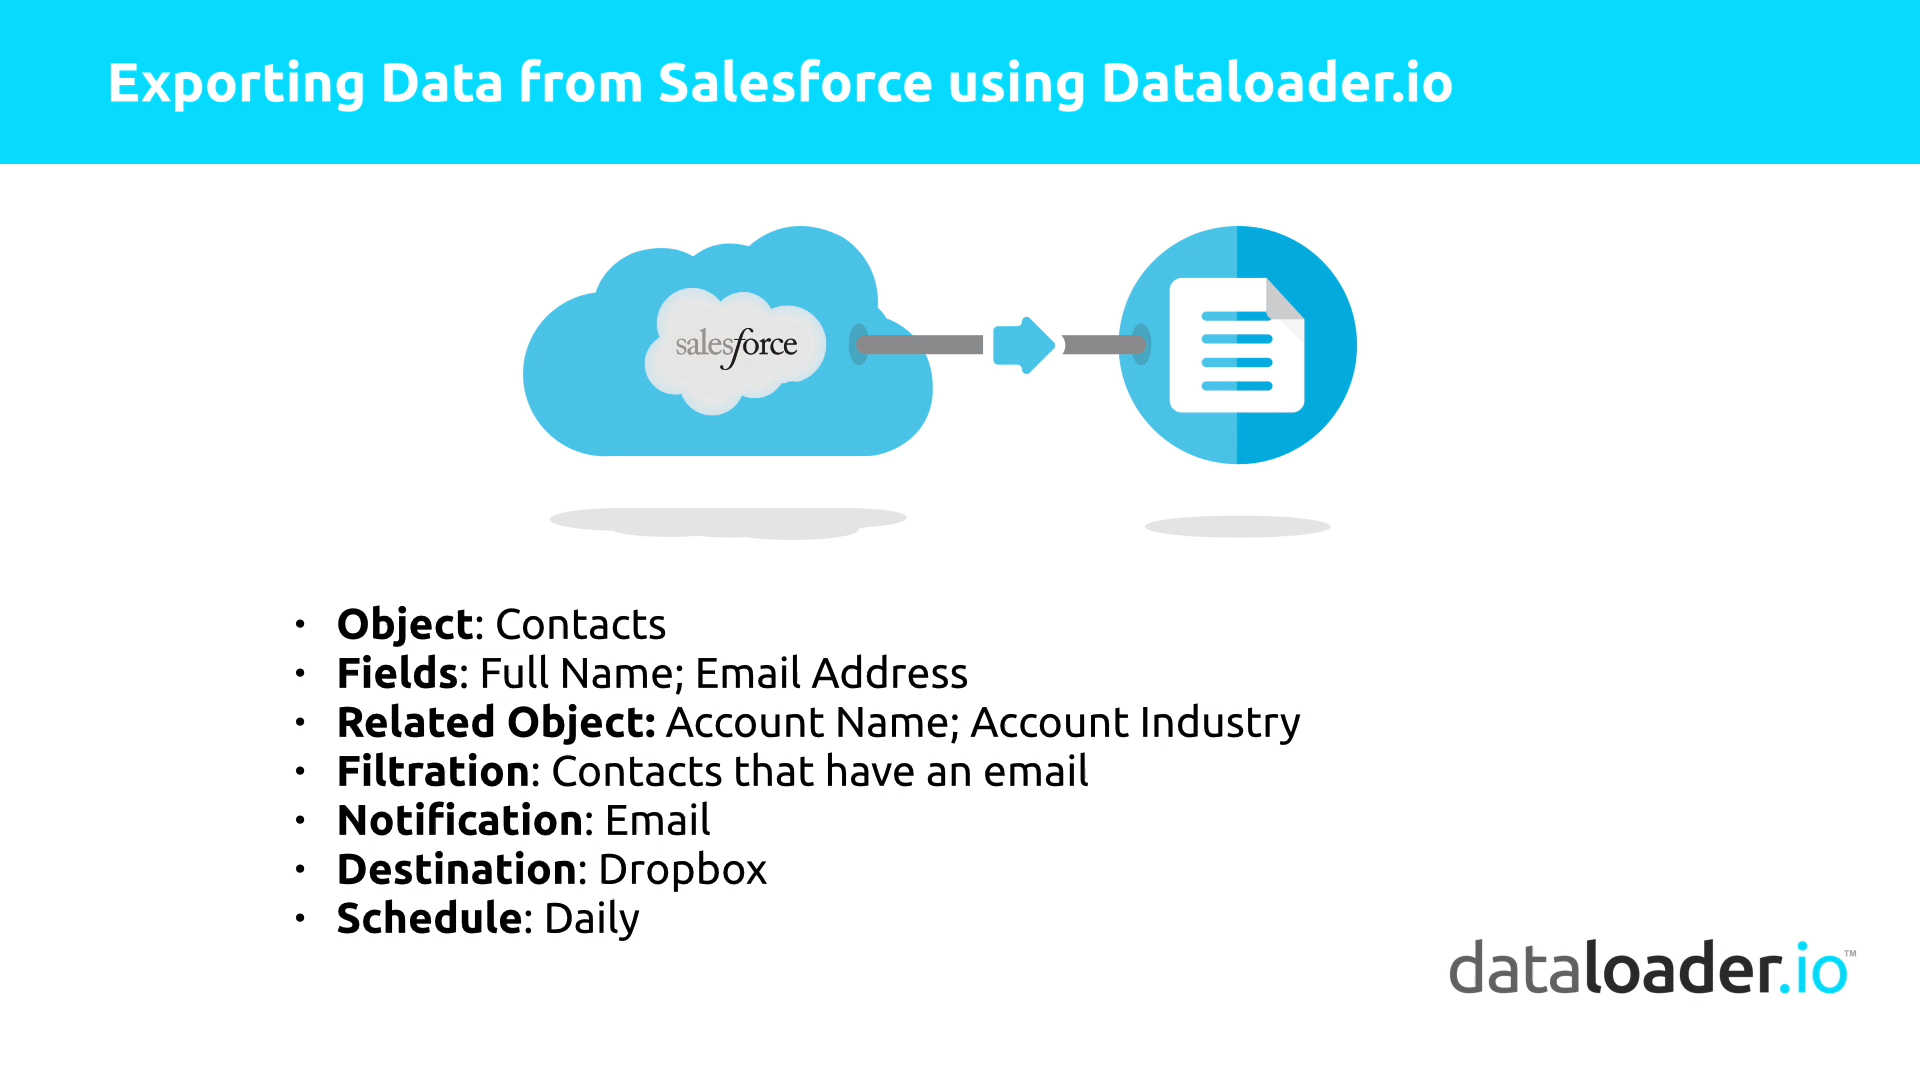 Exporting Data from Salesforce using Dataloader.io
salesforce
• Object: Contacts
• Fields: Full Name; Email Address
• Related Object: Account Name; Account Industry
• Filtration: Contacts that have an email
• Notification: Email
• Destination: Dropbox
• Schedule: Daily
dataloader.io™